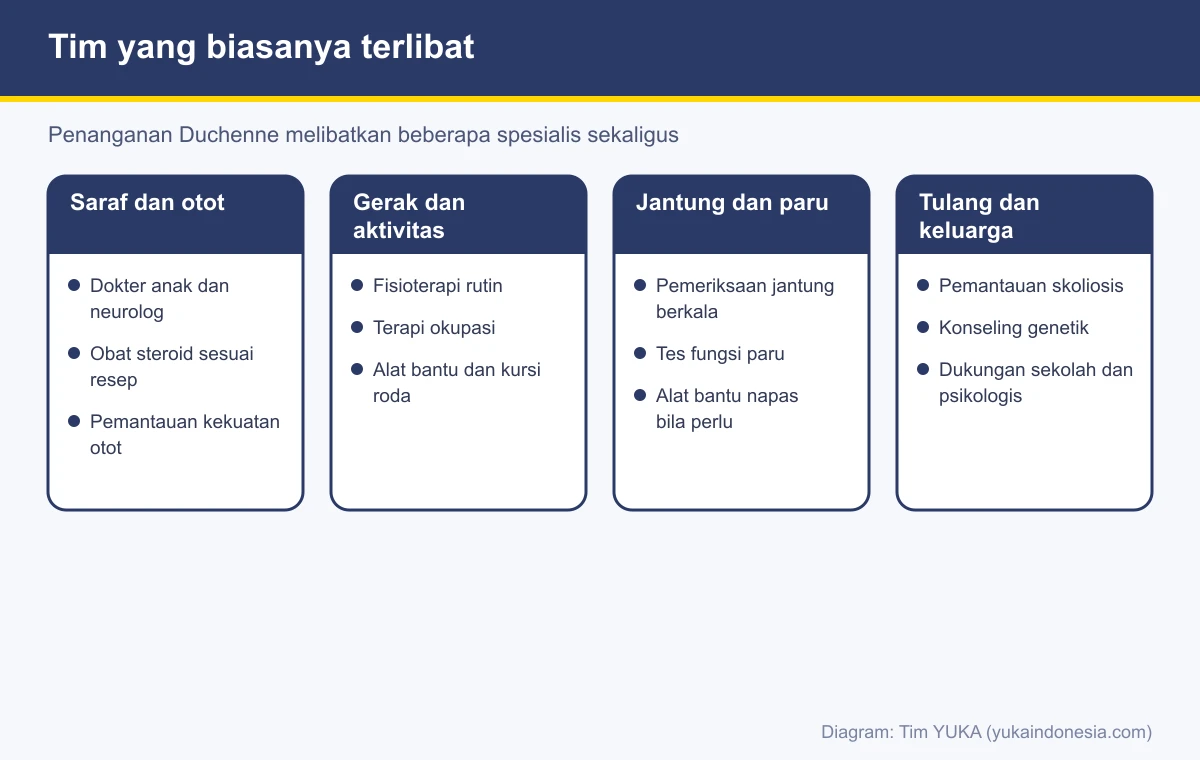 Tim yang biasanya terlibat
Penanganan Duchenne melibatkan beberapa spesialis sekaligus
Saraf dan otot
Dokter anak dan
neurolog
Obat steroid sesuai
resep
Pemantauan kekuatan
otot
Gerak dan
aktivitas
Fisioterapi rutin
Terapi okupasi
Alat bantu dan kursi
roda
Jantung dan paru
Pemeriksaan jantung
berkala
Tes fungsi paru
Alat bantu napas
bila perlu
Tulang dan
keluarga
Pemantauan skoliosis
Konseling genetik
Dukungan sekolah dan
psikologis
Diagram: Tim YUKA (yukaindonesia.com)